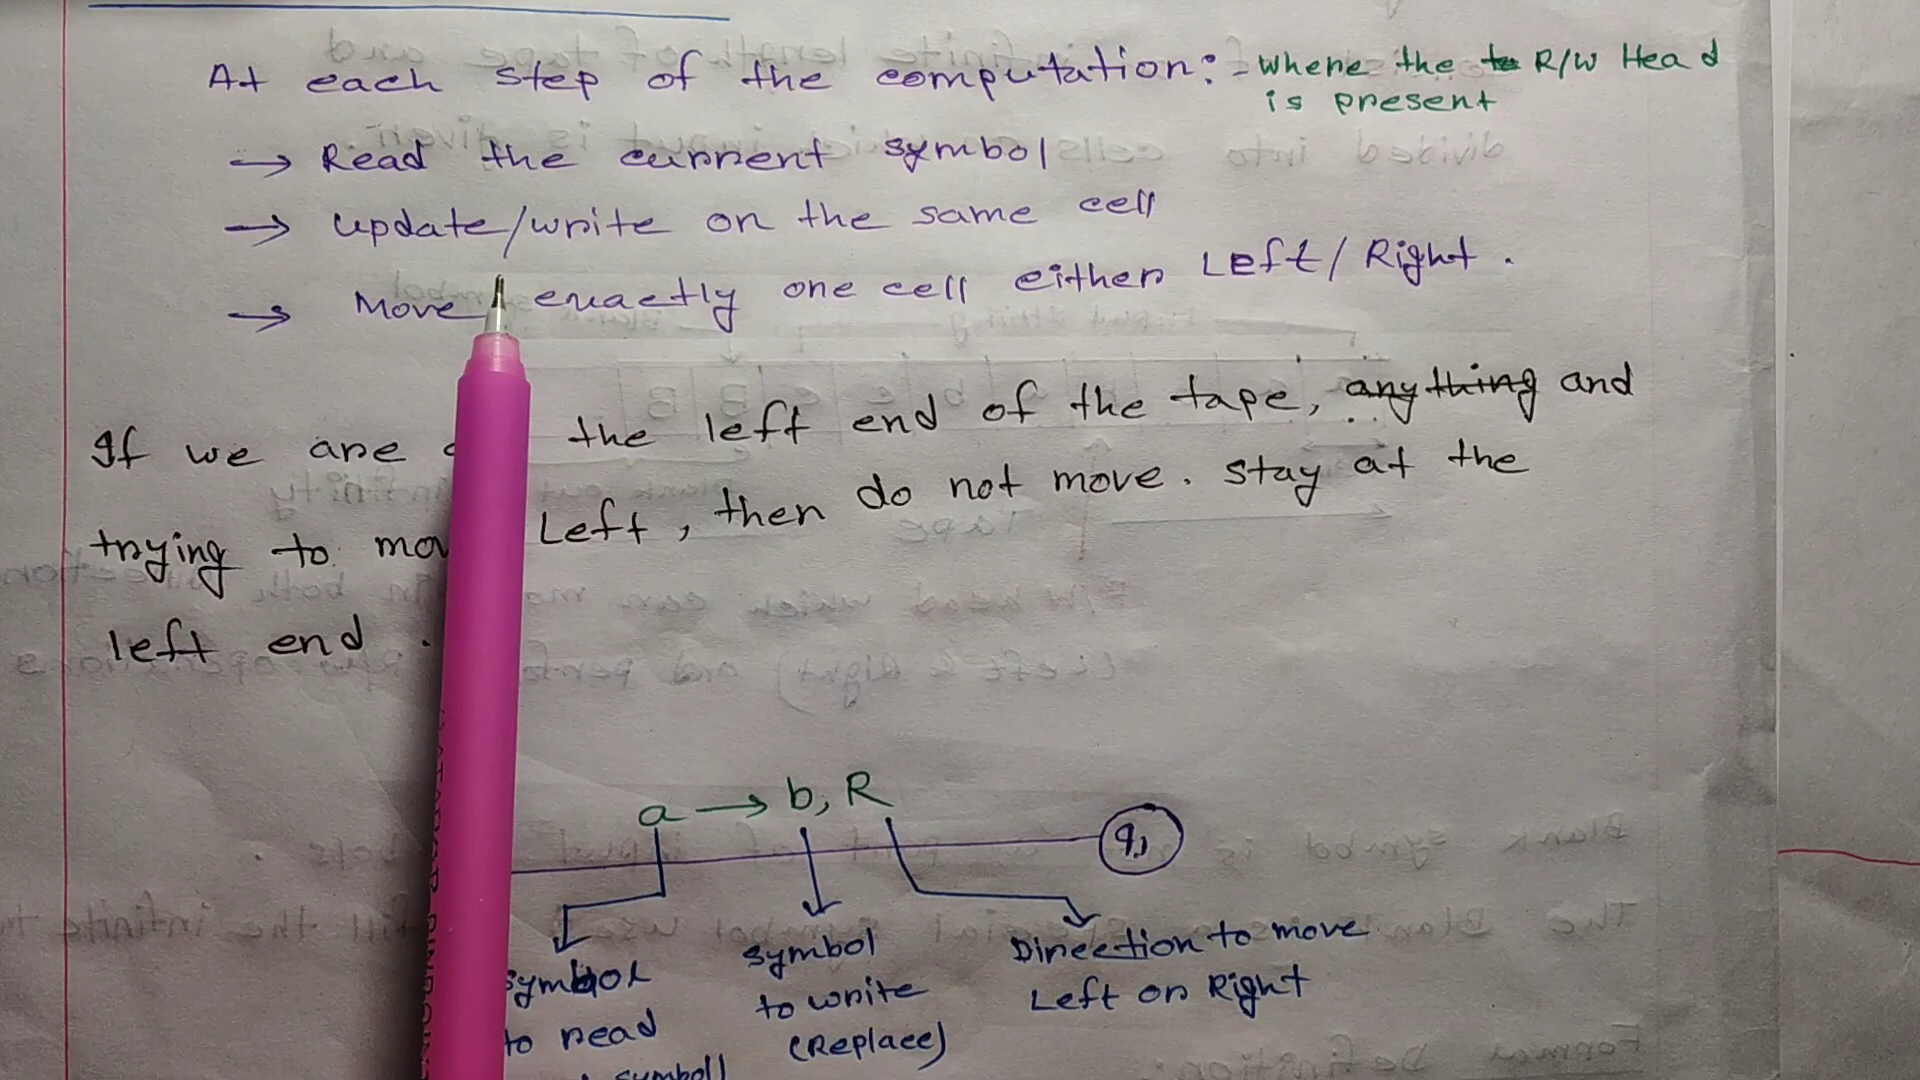 At each step of the computation:- where the R/W Head
is present
→ Read the current symbol
→ update/write on the same cell
→ Move exactly one cell either Left/Right.
If we are the left end of the tape, anything and
trying to Left, then do not move. stay at the
left end.
a → b, R
q1
symbol
to read
symbol
to write
(Replace)
Direction to move
Left or Right
symbol)